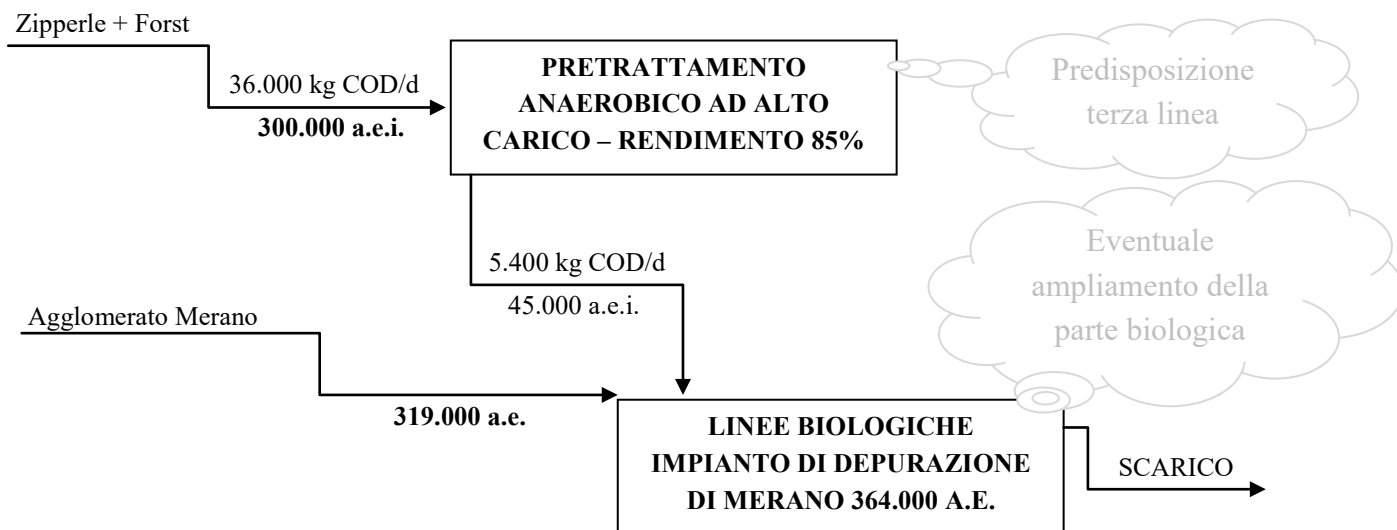 Zipperle + Forst
36.000 kg COD/d
300.000 a.e.i.
PRETRATTAMENTO
ANAEROBICO AD ALTO
CARICO – RENDIMENTO 85%
Predisposizione
terza linea
5.400 kg COD/d
45.000 a.e.i.
Eventuale
ampliamento della
parte biologica
Agglomerato Merano
319.000 a.e.
LINEE BIOLOGICHE
IMPIANTO DI DEPURAZIONE
DI MERANO 364.000 A.E.
SCARICO